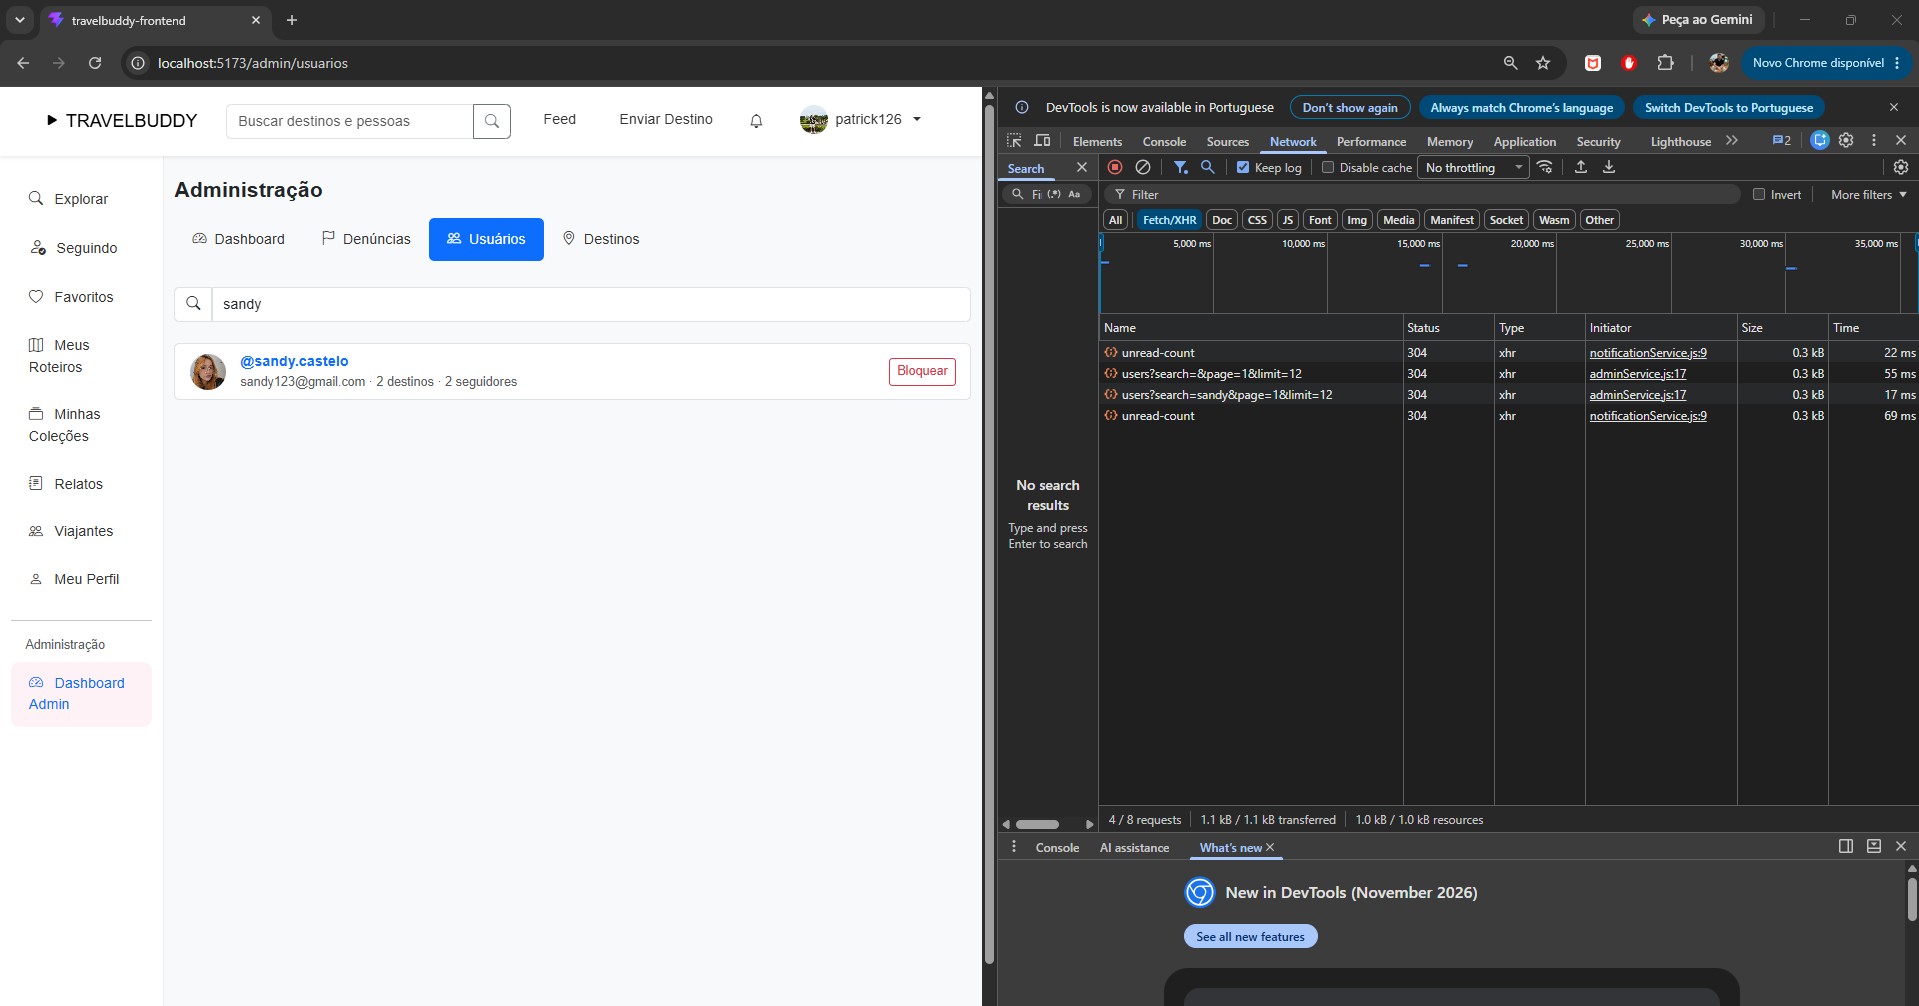 travelbuddy-frontend
Peça ao Gemini
localhost:5173/admin/usuarios
Novo Chrome disponível
TRAVELBUDDY
Buscar destinos e pessoas
Feed
Enviar Destino
patrick126
Explorar
Seguindo
Favoritos
Meus
Roteiros
Minhas
Coleções
Relatos
Viajantes
Meu Perfil
Administração
Dashboard
Admin
Administração
Dashboard
Denúncias
Usuários
Destinos
sandy
@sandy.castelo
sandy123@gmail.com · 2 destinos · 2 seguidores
Bloquear
DevTools is now available in Portuguese
Don't show again
Always match Chrome's language
Switch DevTools to Portuguese
Elements Console Sources Network Performance Memory Application Security Lighthouse 2
Search
Keep log Disable cache No throttling
Fi (.*) Aa
Filter Invert More filters
All Fetch/XHR Doc CSS JS Font Img Media Manifest Socket Wasm Other
5,000 ms 10,000 ms 15,000 ms 20,000 ms 25,000 ms 30,000 ms 35,000 ms
Name Status Type Initiator Size Time
unread-count 304 xhr notificationService.js:9 0.3 kB 22 ms
users?search=&page=1&limit=12 304 xhr adminService.js:17 0.3 kB 55 ms
users?search=sandy&page=1&limit=12 304 xhr adminService.js:17 0.3 kB 17 ms
unread-count 304 xhr notificationService.js:9 0.3 kB 69 ms
No search
results
Type and press
Enter to search
4 / 8 requests 1.1 kB / 1.1 kB transferred 1.0 kB / 1.0 kB resources
Console AI assistance What's new
New in DevTools (November 2026)
See all new features